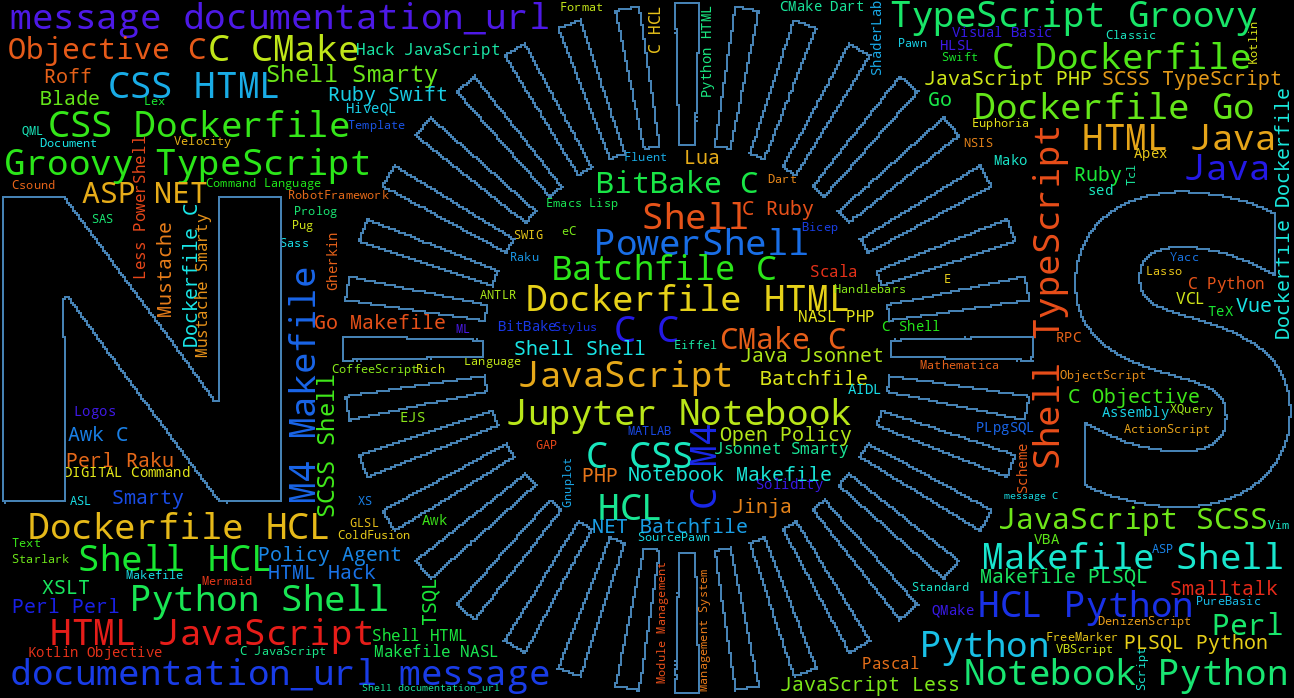 message documentation_url
Format
C HCL
Python HTML
CMake Dart
ShaderLab
TypeScript Groovy
Objective C
C CMake
Hack JavaScript
Pawn
Visual Basic
HLSL
Classic
Kotlin
Swift
C Dockerfile
Roff
CSS HTML
Shell Smarty
JavaScript PHP
SCSS TypeScript
Blade
Lex
Ruby Swift
HiveQL
Go
Dockerfile Go
QML
CSS Dockerfile
Template
Euphoria
Document
Velocity
NSIS
HTML Java
Groovy TypeScript
Fluent
Lua
Mako
Apex
Java
Csound
ASP NET
Command Language
BitBake C
Dart
Ruby
Tcl
sed
Less PowerShell
RobotFramework
Emacs Lisp
SAS
Prolog
Shell
C Ruby
Pug
SWIG
eC
Bicep
Mustache
Dockerfile C
Mustache Smarty
Sass
Gherkin
PowerShell
TypeScript
Dockerfile Dockerfile
Raku
Yacc
Batchfile C
Scala
Lasso
E
C Python
ANTLR
Dockerfile HTML
Handlebars
VCL
M4 Makefile
TeX
Vue
Go Makefile
ML
BitBake
Stylus
C C
NASL PHP
C Shell
CMake C
RPC
Shell Shell
Eiffel
Java Jsonnet
CoffeeScript
Rich
Language
Mathematica
JavaScript
Batchfile
AIDL
ObjectScript
Shell
C Objective
Logos
EJS
Jupyter Notebook
Assembly
XQuery
Awk C
SCSS Shell
MATLAB
C M4
Open Policy
PLpgSQL
ActionScript
GAP
C CSS
Jsonnet Smarty
Perl Raku
DIGITAL Command
Gnuplot
PHP
Notebook Makefile
Scheme
ASL
Smarty
XS
Solidity
message C
HCL
Jinja
Dockerfile HCL
GLSL
Awk
NET Batchfile
JavaScript SCSS
Vim
ColdFusion
SourcePawn
VBA
Text
Starlark
Shell HCL
Policy Agent
Makefile Shell
ASP
Makefile
HTML Hack
Makefile PLSQL
Mermaid
XSLT
TSQL
Module Management
Management System
Standard
Smalltalk
Perl Perl
Python Shell
QMake
HCL Python
PureBasic
HTML JavaScript
Shell HTML
DenizenScript
Perl
Kotlin Objective
C JavaScript
Makefile NASL
Python
FreeMarker
VBScript
PLSQL Python
Pascal
Script
documentation_url message
Shell documentation_url
JavaScript Less
Notebook Python